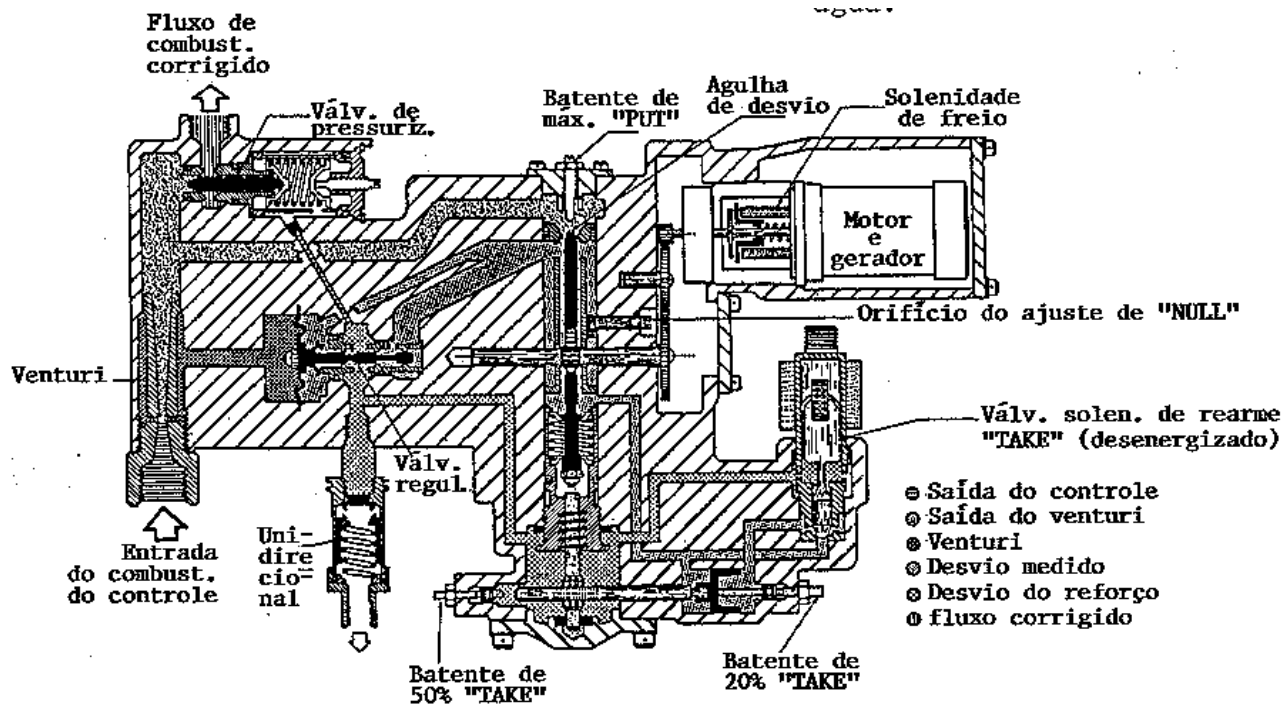 água.
Fluxo de
combust.
corrigido
Válv. de
pressuriz.
Batente de
máx. "PUT"
Agulha
de desvio
Solenidade
de freio
Motor
e
gerador
Orifício do ajuste de "NULL"
Venturi
Válv. solen. de rearme
"TAKE" (desenergizado)
Válv.
regul.
Uni-
dire
cio-
nal
Entrada
do combust.
do controle
Saída do controle
Saída do venturi
Venturi
Desvio medido
Desvio do reforço
fluxo corrigido
Batente de
50% "TAKE"
Batente de
20% "TAKE"